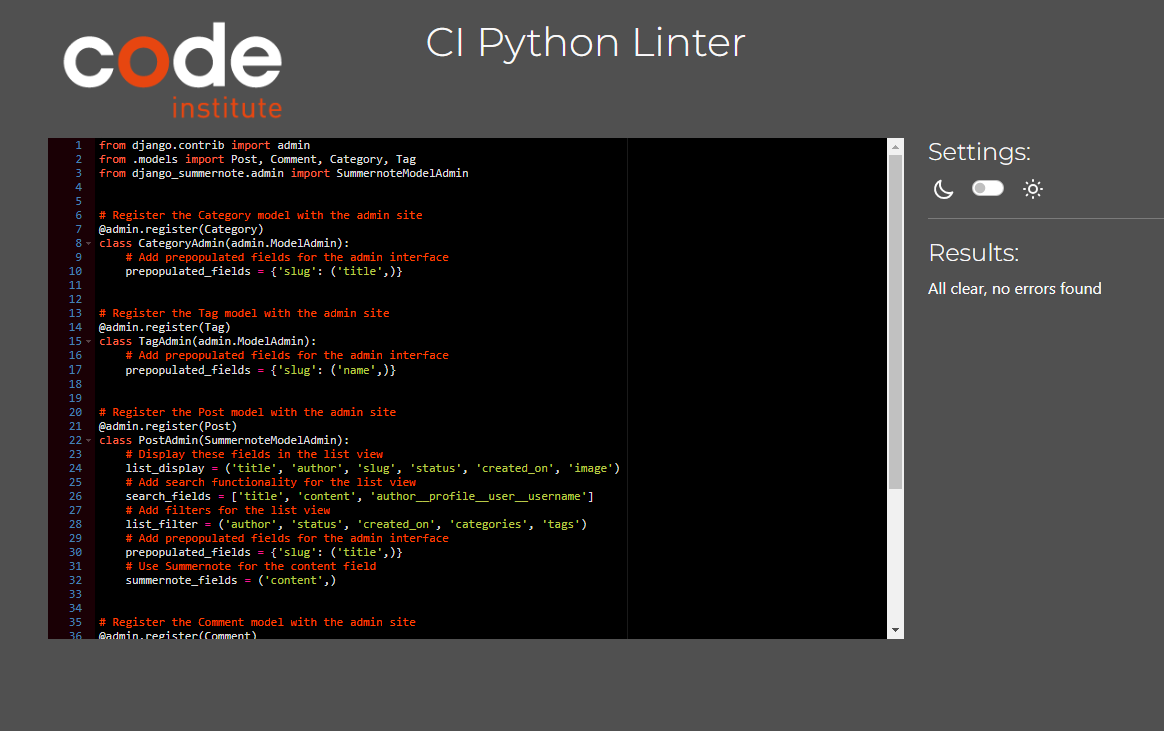 code
institute
CI Python Linter
1 from django.contrib import admin
2 from .models import Post, Comment, Category, Tag
3 from django_summernote.admin import SummernoteModelAdmin
4
5
6 # Register the Category model with the admin site
7 @admin.register(Category)
8 class CategoryAdmin(admin.ModelAdmin):
9     # Add prepopulated fields for the admin interface
10     prepopulated_fields = {'slug': ('title',)}
11
12
13 # Register the Tag model with the admin site
14 @admin.register(Tag)
15 class TagAdmin(admin.ModelAdmin):
16     # Add prepopulated fields for the admin interface
17     prepopulated_fields = {'slug': ('name',)}
18
19
20 # Register the Post model with the admin site
21 @admin.register(Post)
22 class PostAdmin(SummernoteModelAdmin):
23     # Display these fields in the list view
24     list_display = ('title', 'author', 'slug', 'status', 'created_on', 'image')
25     # Add search functionality for the list view
26     search_fields = ['title', 'content', 'author__profile__user__username']
27     # Add filters for the list view
28     list_filter = ('author', 'status', 'created_on', 'categories', 'tags')
29     # Add prepopulated fields for the admin interface
30     prepopulated_fields = {'slug': ('title',)}
31     # Use Summernote for the content field
32     summernote_fields = ('content',)
33
34
35 # Register the Comment model with the admin site
36 @admin.register(Comment)
Settings:
Results:
All clear, no errors found